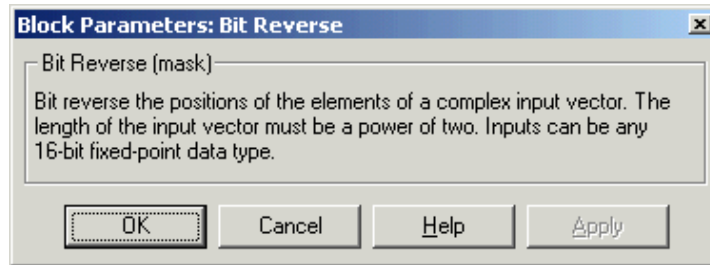 Block Parameters: Bit Reverse
Bit Reverse (mask)
Bit reverse the positions of the elements of a complex input vector. The
length of the input vector must be a power of two. Inputs can be any
16-bit fixed-point data type.
OK Cancel Help Apply